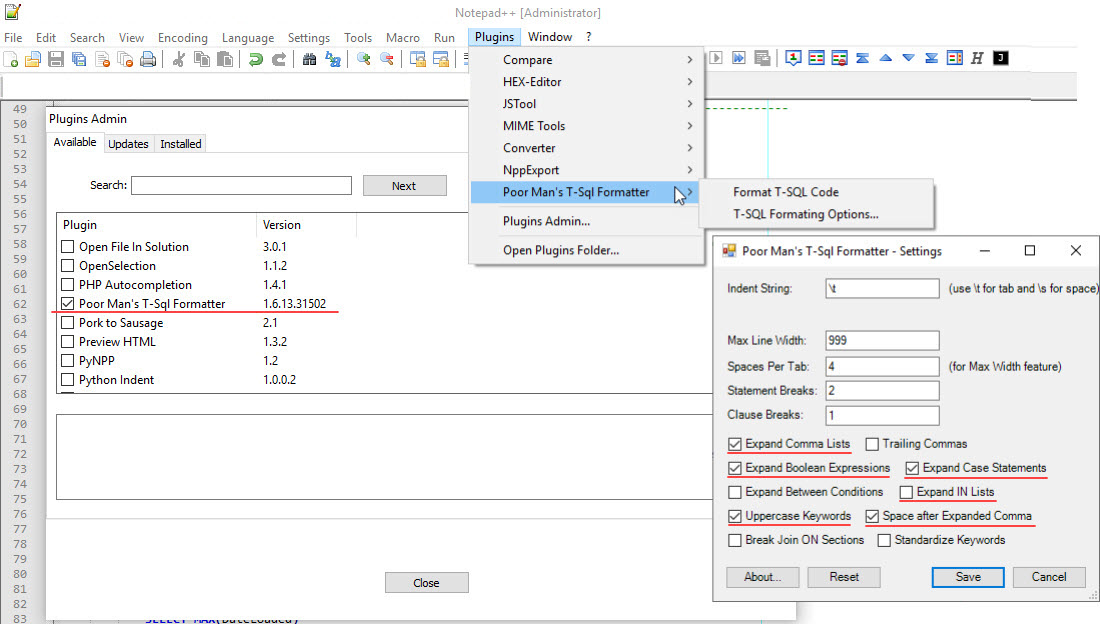 Notepad++ [Administrator]
File Edit Search View Encoding Language Settings Tools Macro Run Plugins Window ?
Compare
HEX-Editor
JSTool
MIME Tools
Converter
NppExport
Poor Man's T-Sql Formatter
Plugins Admin...
Open Plugins Folder...
Format T-SQL Code
T-SQL Formating Options...
1
H
J
49
50
51
52
53
54
55
56
57
58
59
60
61
62
63
64
65
66
67
68
69
70
71
72
73
74
75
76
77
78
79
80
81
82
83
Plugins Admin
Available Updates Installed
Search: Next
Plugin Version
Open File In Solution 3.0.1
OpenSelection 1.1.2
PHP Autocompletion 1.4.1
Poor Man's T-Sql Formatter 1.6.13.31502
Pork to Sausage 2.1
Preview HTML 1.3.2
PyNPP 1.2
Python Indent 1.0.0.2
Close
SELECT MAX(DateLoaded)
Poor Man's T-Sql Formatter - Settings
Indent String: \t (use \t for tab and \s for space)
Max Line Width: 999
Spaces Per Tab: 4 (for Max Width feature)
Statement Breaks: 2
Clause Breaks: 1
Expand Comma Lists Trailing Commas
Expand Boolean Expressions Expand Case Statements
Expand Between Conditions Expand IN Lists
Uppercase Keywords Space after Expanded Comma
Break Join ON Sections Standardize Keywords
About... Reset Save Cancel